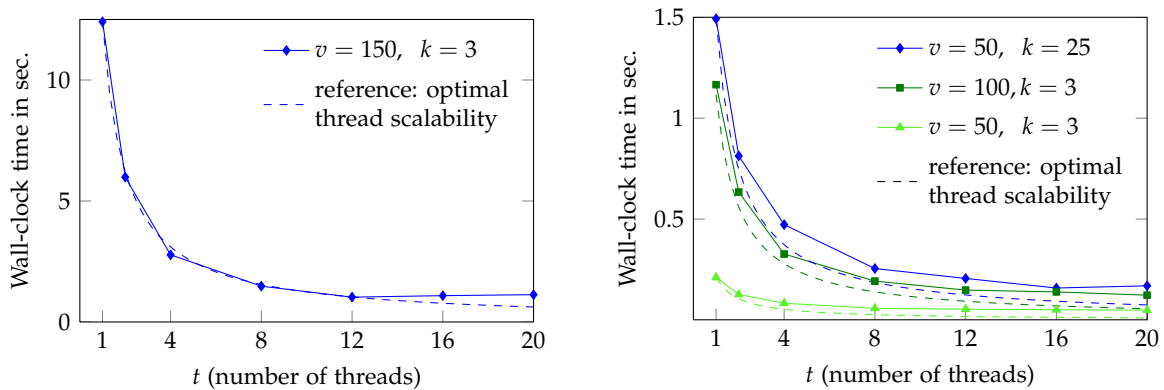 Wall-clock time in sec.
10
5
0
v = 150, k = 3
reference: optimal
thread scalability
1 2 4 8 12 16 20
t (number of threads)
Wall-clock time in sec.
1.5
1
0.5
v = 50, k = 25
v = 100, k = 3
v = 50, k = 3
reference: optimal
thread scalability
1 4 8 12 16 20
t (number of threads)